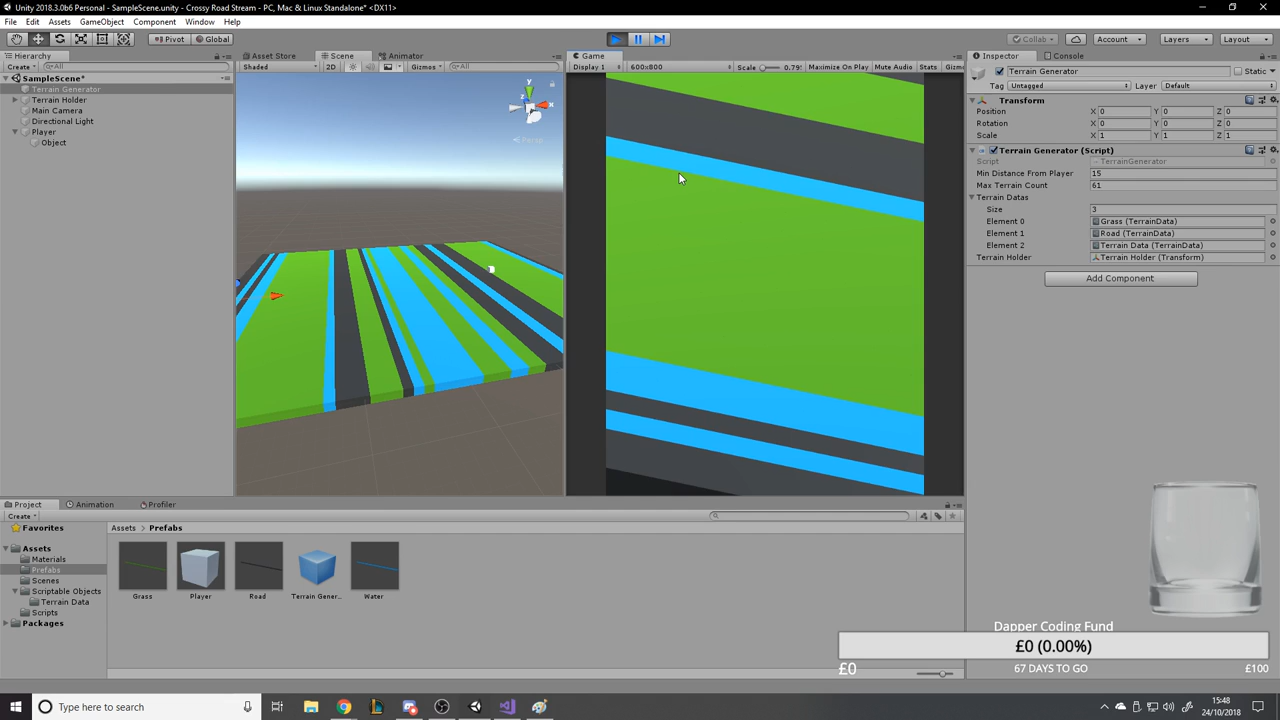 Unity 2018.3.0b6 Personal - SampleScene.unity - Crossy Road Stream - PC, Mac & Linux Standalone* <DX11>
File Edit Assets GameObject Component Window Help
Pivot Global Collab Account Layers Layout
Hierarchy Asset Store Scene Animator Game Inspector Console
Create All Shaded 2D Gizmos All Display 1 600x800 Scale 0.79 Maximize On Play Mute Audio Stats Gizm
Terrain Generator Static
Tag Untagged Layer Default
SampleScene*
Terrain Generator
Terrain Holder
Main Camera
Directional Light
Player
Object
y
x
Persp
Transform
Position X 0 Y 0 Z 0
Rotation X 0 Y 0 Z 0
Scale X 1 Y 1 Z 1
Terrain Generator (Script)
Script TerrainGenerator
Min Distance From Player 15
Max Terrain Count 61
Terrain Datas
Size 3
Element 0 Grass (TerrainData)
Element 1 Road (TerrainData)
Element 2 Terrain Data (TerrainData)
Terrain Holder Terrain Holder (Transform)
Add Component
Project Animation Profiler
Create
Favorites
Assets
Materials
Prefabs
Scenes
Scriptable Objects
Terrain Data
Scripts
Packages
Assets > Prefabs
Grass Player Road Terrain Gener... Water
Dapper Coding Fund
£0 (0.00%)
£0 67 DAYS TO GO £100
Type here to search
15:48
24/10/2018